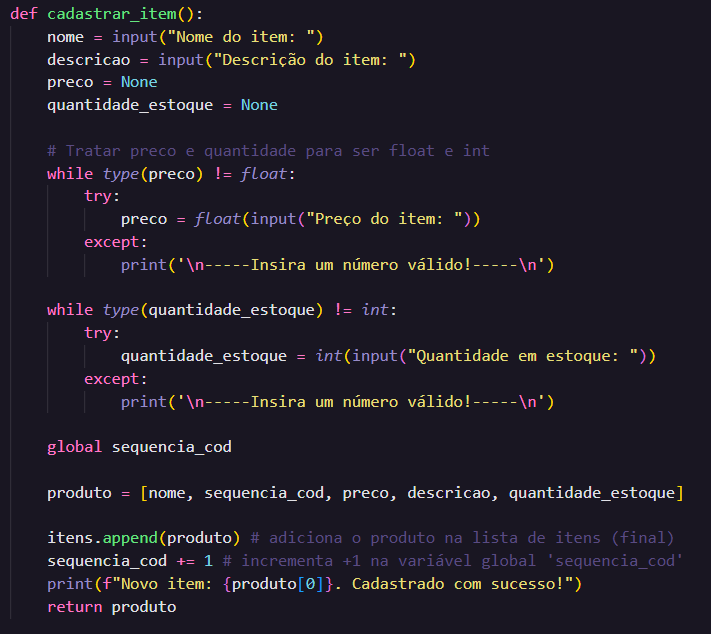 def cadastrar_item():
    nome = input("Nome do item: ")
    descricao = input("Descrição do item: ")
    preco = None
    quantidade_estoque = None

    # Tratar preco e quantidade para ser float e int
    while type(preco) != float:
        try:
            preco = float(input("Preço do item: "))
        except:
            print('\n-----Insira um número válido!-----\n')

    while type(quantidade_estoque) != int:
        try:
            quantidade_estoque = int(input("Quantidade em estoque: "))
        except:
            print('\n-----Insira um número válido!-----\n')

    global sequencia_cod

    produto = [nome, sequencia_cod, preco, descricao, quantidade_estoque]

    itens.append(produto) # adiciona o produto na lista de itens (final)
    sequencia_cod += 1 # incrementa +1 na variável global 'sequencia_cod'
    print(f"Novo item: {produto[0]}. Cadastrado com sucesso!")
    return produto